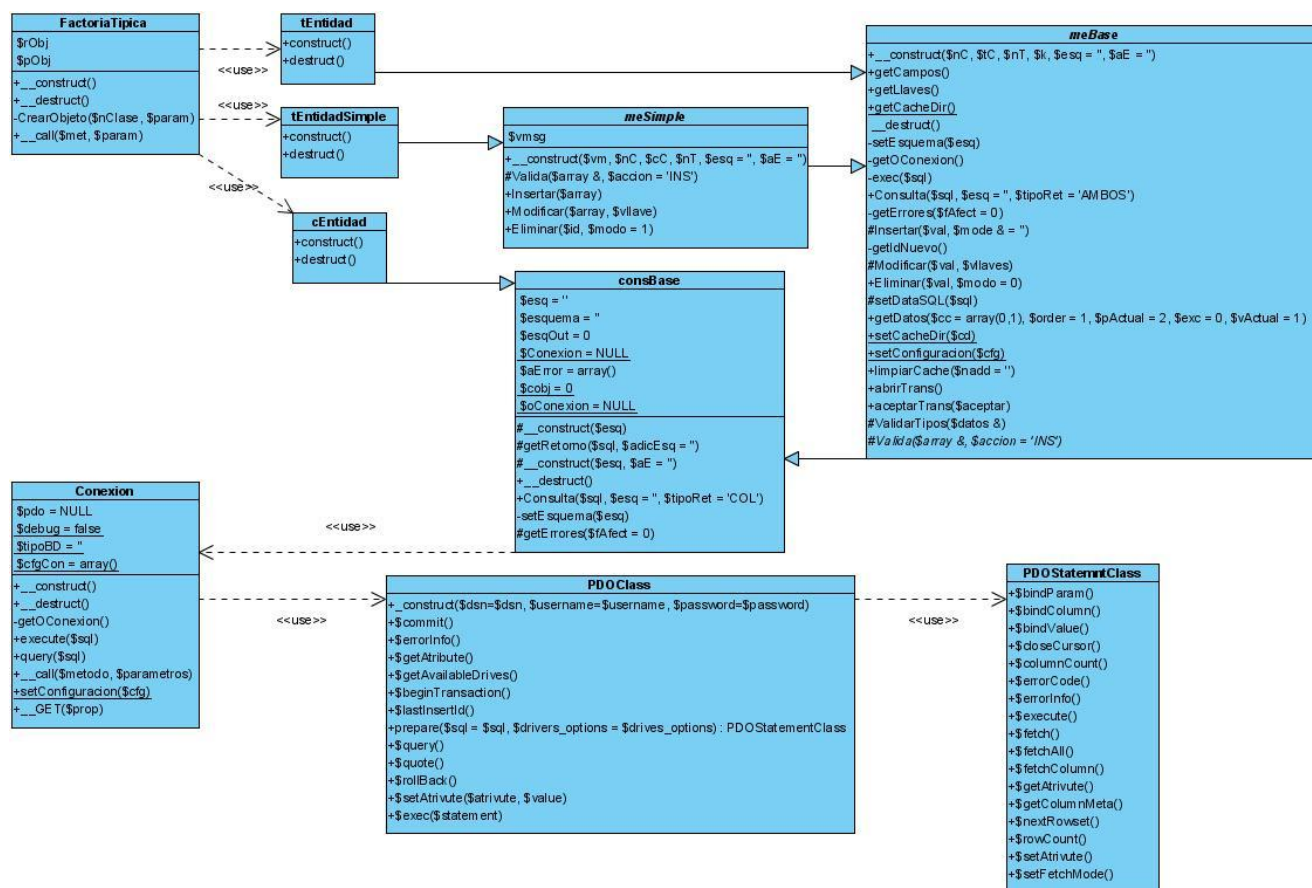 FactoriaTipica
$rObj
$pObj
+__construct()
+__destruct()
-CrearObjeto($nClase, $param)
+__call($met, $param)
<<use>>
<<use>>
<<use>>
tEntidad
+construct()
+destruct()
tEntidadSimple
+construct()
+destruct()
cEntidad
+construct()
+destruct()
meSimple
$vmsg
+__construct($vm, $nC, $cC, $nT, $esq = '', $aE = '')
#Valida($array &, $accion = 'INS')
+Insertar($array)
+Modificar($array, $vllave)
+Eliminar($id, $modo = 1)
meBase
+__construct($nC, $tC, $nT, $k, $esq = '', $aE = '')
+getCampos()
+getLlaves()
+getCacheDir()
__destruct()
-setEsquema($esq)
-getOConexion()
-exec($sql)
+Consulta($sql, $esq = '', $tipoRet = 'AMBOS')
-getErrores($fAfect = 0)
#Insertar($val, $mode & = '')
-getIdNuevo()
#Modificar($val, $vllaves)
+Eliminar($val, $modo = 0)
#setDataSQL($sql)
+getDatos($cc = array(0,1), $order = 1, $pActual = 2, $exc = 0, $vActual = 1)
+setCacheDir($cd)
+setConfiguracion($cfg)
+limpiarCache($nadd = '')
+abrirTrans()
+aceptarTrans($aceptar)
#ValidarTipos($datos &)
#Valida($array &, $accion = 'INS')
consBase
$esq = ''
$esquema = ''
$esqOut = 0
$Conexion = NULL
$aError = array()
$cobj = 0
$oConexion = NULL
#__construct($esq)
#getRetorno($sql, $adicEsq = '')
#__construct($esq, $aE = '')
+__destruct()
+Consulta($sql, $esq = '', $tipoRet = 'COL')
-setEsquema($esq)
#getErrores($fAfect = 0)
<<use>>
Conexion
$pdo = NULL
$debug = false
$tipoBD = ''
$cfgCon = array()
+__construct()
+__destruct()
-getOConexion()
+execute($sql)
+query($sql)
+__call($metodo, $parametros)
+setConfiguracion($cfg)
+__GET($prop)
<<use>>
PDOClass
+_construct($dsn=$dsn, $username=$username, $password=$password)
+$commit()
+$errorInfo()
+$getAtribute()
+$getAvailableDrives()
+$beginTransaction()
+$lastInsertId()
+prepare($sql = $sql, $drivers_options = $drives_options) : PDOStatementClass
+$query()
+$quote()
+$rollBack()
+$setAtrivute($atrivute, $value)
+$exec($statement)
<<use>>
PDOStatemntClass
+$bindParam()
+$bindColumn()
+$bindValue()
+$closeCursor()
+$columnCount()
+$errorCode()
+$errorInfo()
+$execute()
+$fetch()
+$fetchAll()
+$fetchColumn()
+$getAtrivute()
+$getColumnMeta()
+$nextRowset()
+$rowCount()
+$setAtrivute()
+$setFetchMode()